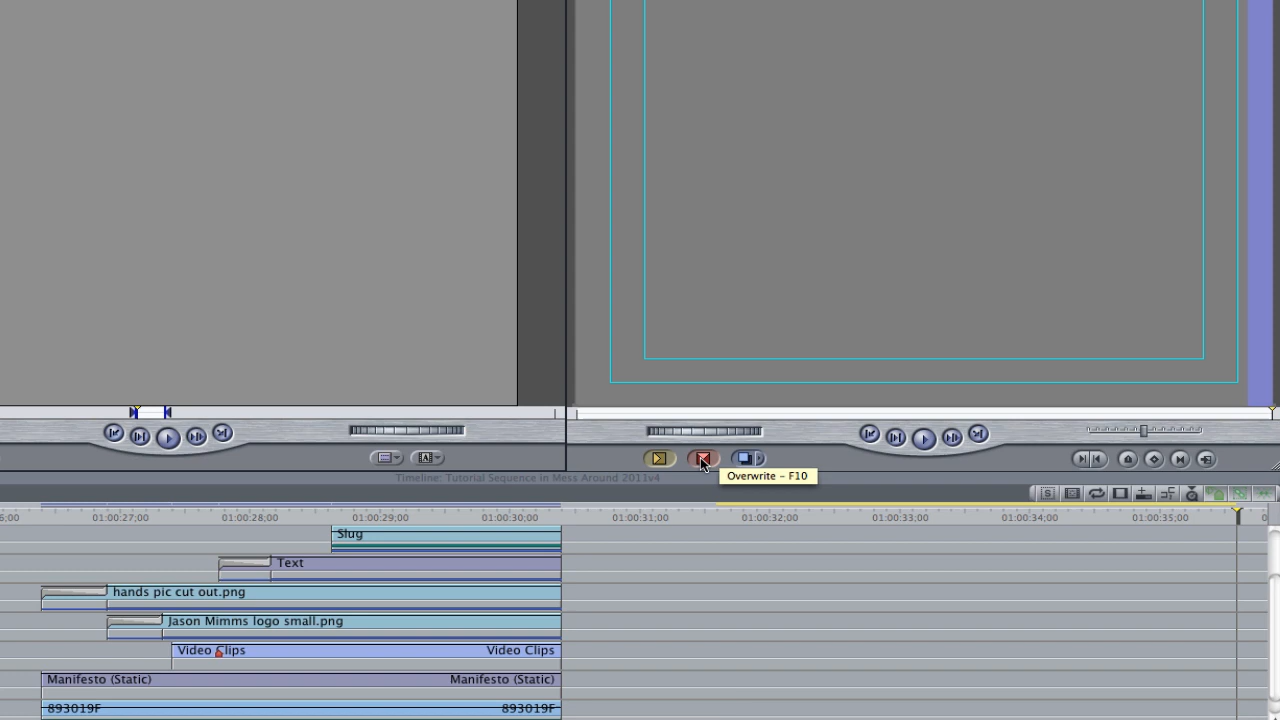 Overwrite – F10
Timeline: Tutorial Sequence in Mess Around 2011v4
6:00 01:00:27;00 01:00:28;00 01:00:29;00 01:00:30;00 01:00:31;00 01:00:32;00 01:00:33;00 01:00:34;00 01:00:35;00 0
Slug
Text
hands pic cut out.png
Jason Mimms logo small.png
Video Clips Video Clips
Manifesto (Static) Manifesto (Static)
893019F 893019F